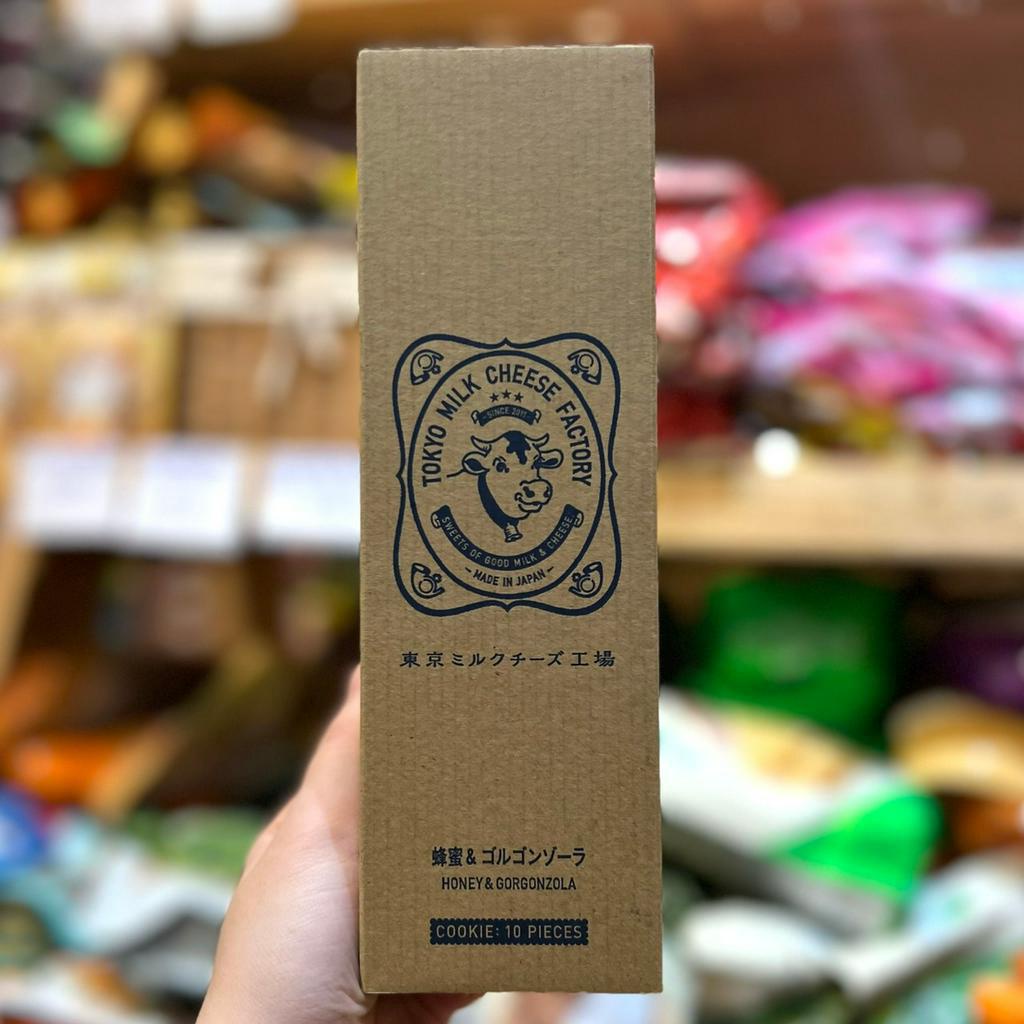 TOKYO MILK CHEESE FACTORY
-SINCE 2011-
SWEETS OF GOOD MILK & CHEESE
- MADE IN JAPAN -
東京ミルクチーズ工場
蜂蜜 & ゴルゴンゾーラ
HONEY & GORGONZOLA
COOKIE: 10 PIECES